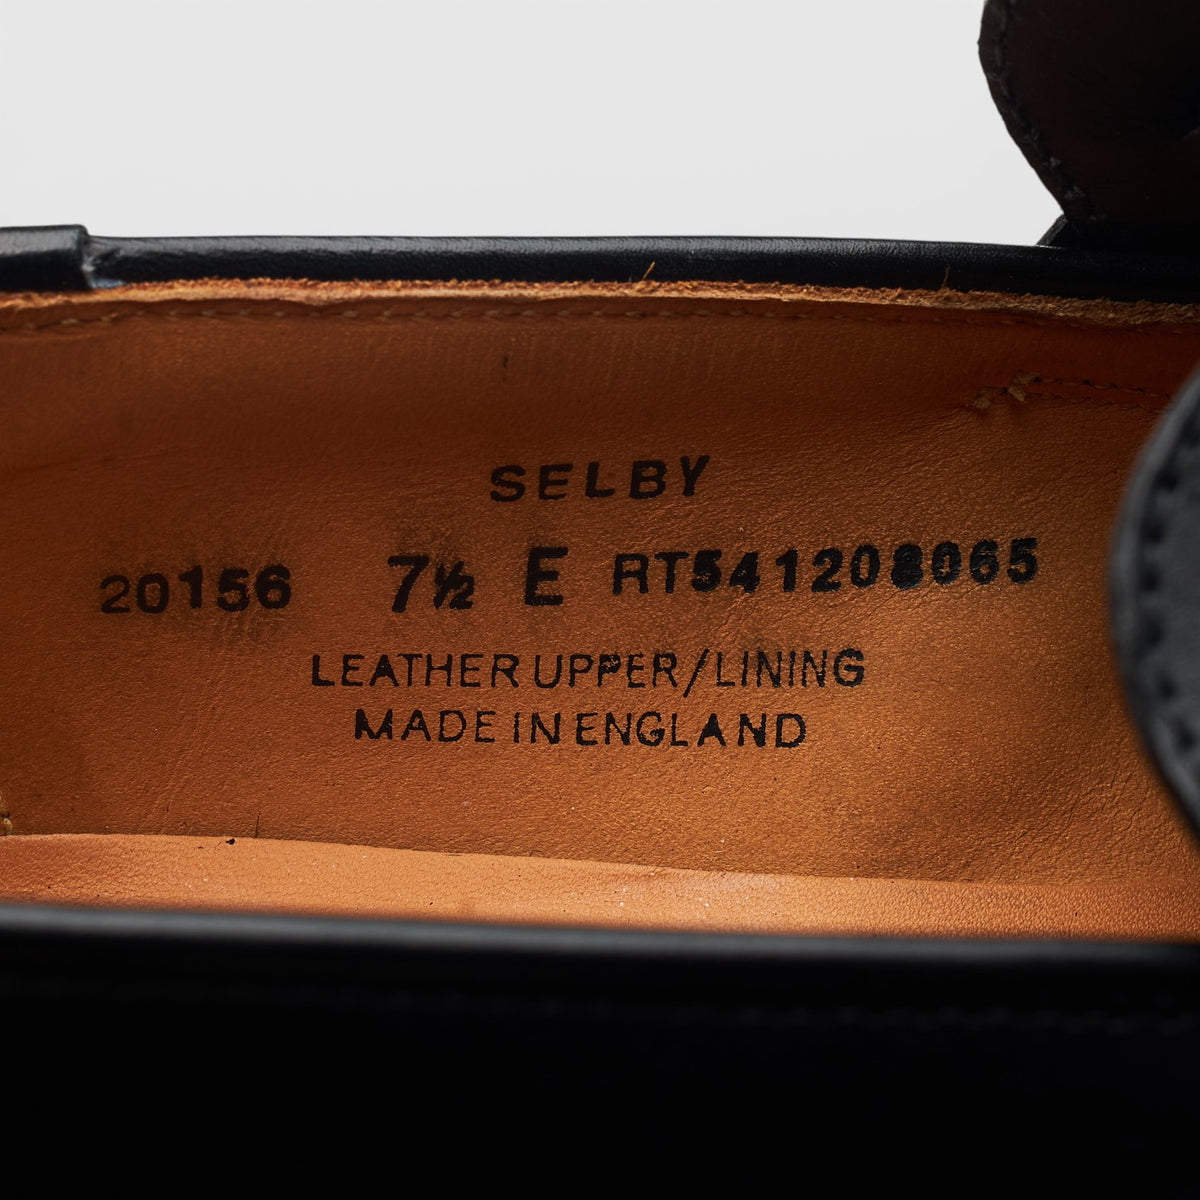 SELBY
20156 7½ E RT541208065
LEATHER UPPER/LINING
MADE IN ENGLAND